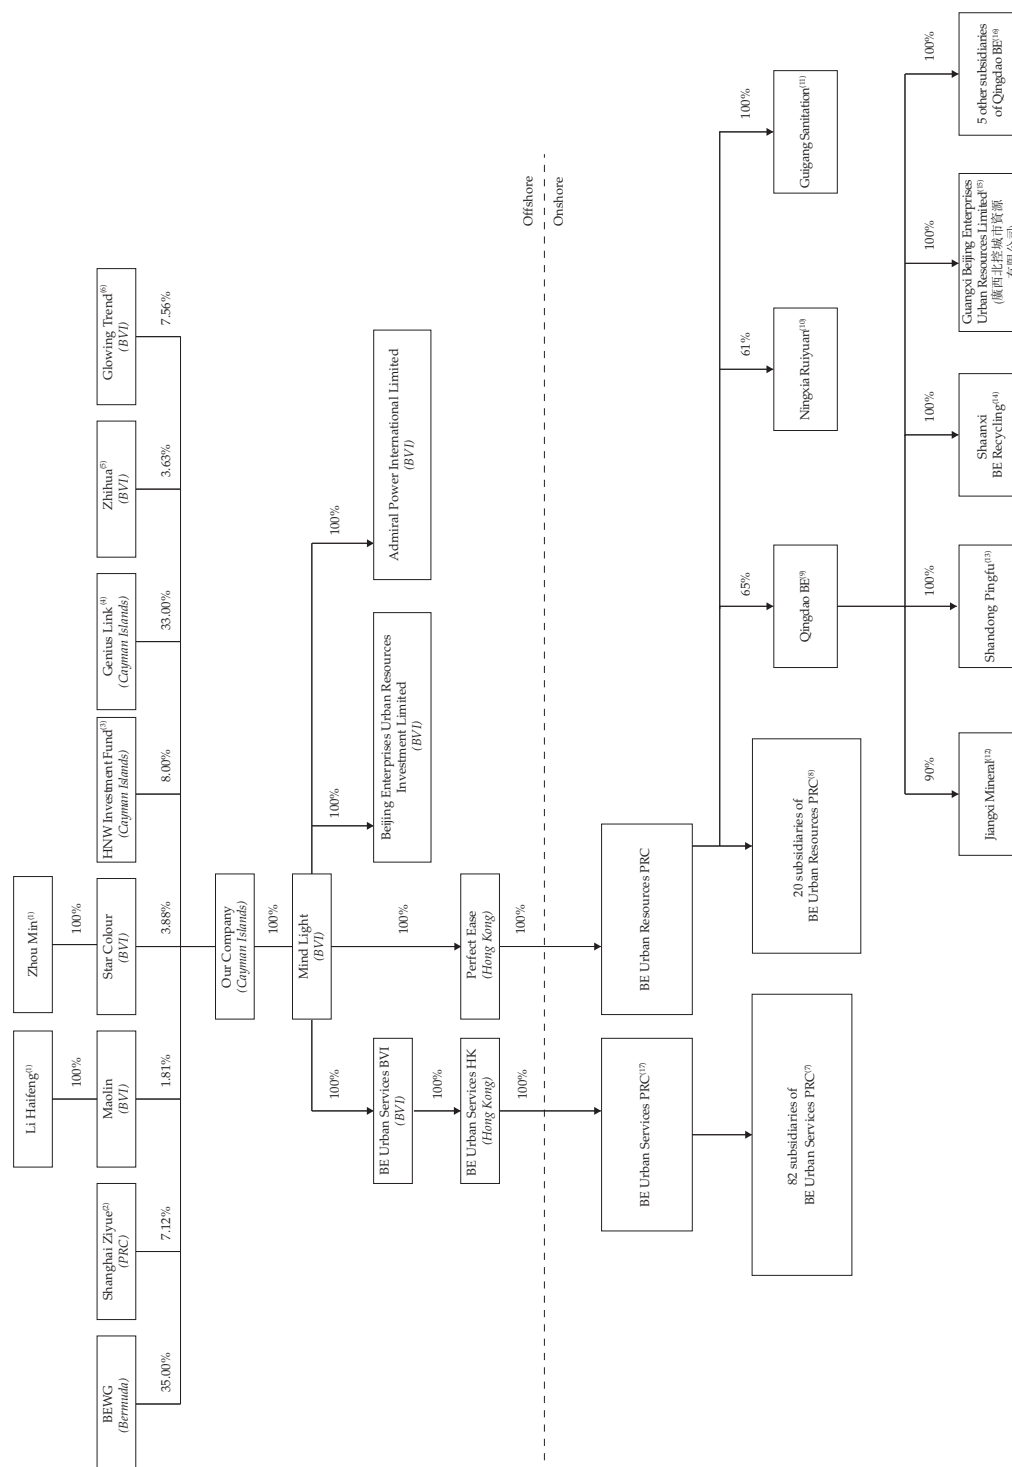 Zhou Min(1)
100%
Li Haifeng(1)
100%
BEWG
(Bermuda)
35.00%
Shanghai Ziyue(2)
(PRC)
7.12%
Maolin
(BVI)
1.81%
Star Colour
(BVI)
3.88%
HNW Investment Fund(3)
(Cayman Islands)
8.00%
Genius Link(4)
(Cayman Islands)
33.00%
Zhihua(5)
(BVI)
3.63%
Glowing Trend(6)
(BVI)
7.56%
Our Company
(Cayman Islands)
100%
Mind Light
(BVI)
100%
100%
100%
100%
BE Urban Services BVI
(BVI)
100%
Beijing Enterprises Urban Resources
Investment Limited
(BVI)
Admiral Power International Limited
(BVI)
BE Urban Services HK
(Hong Kong)
100%
Perfect Ease
(Hong Kong)
100%
Offshore
Onshore
BE Urban Services PRC(17)
BE Urban Resources PRC
82 subsidiaries of
BE Urban Services PRC(7)
20 subsidiaries of
BE Urban Resources PRC(8)
65%
Qingdao BE(9)
61%
Ningxia Ruiyuan(10)
100%
Guigang Sanitation(11)
90%
Jiangxi Mineral(12)
100%
Shandong Pingfu(13)
100%
Shaanxi
BE Recycling(14)
100%
Guangxi Beijing Enterprises
Urban Resources Limited(15)
(廣西北控城市資源
有限公司)
100%
5 other subsidiaries
of Qingdao BE(16)